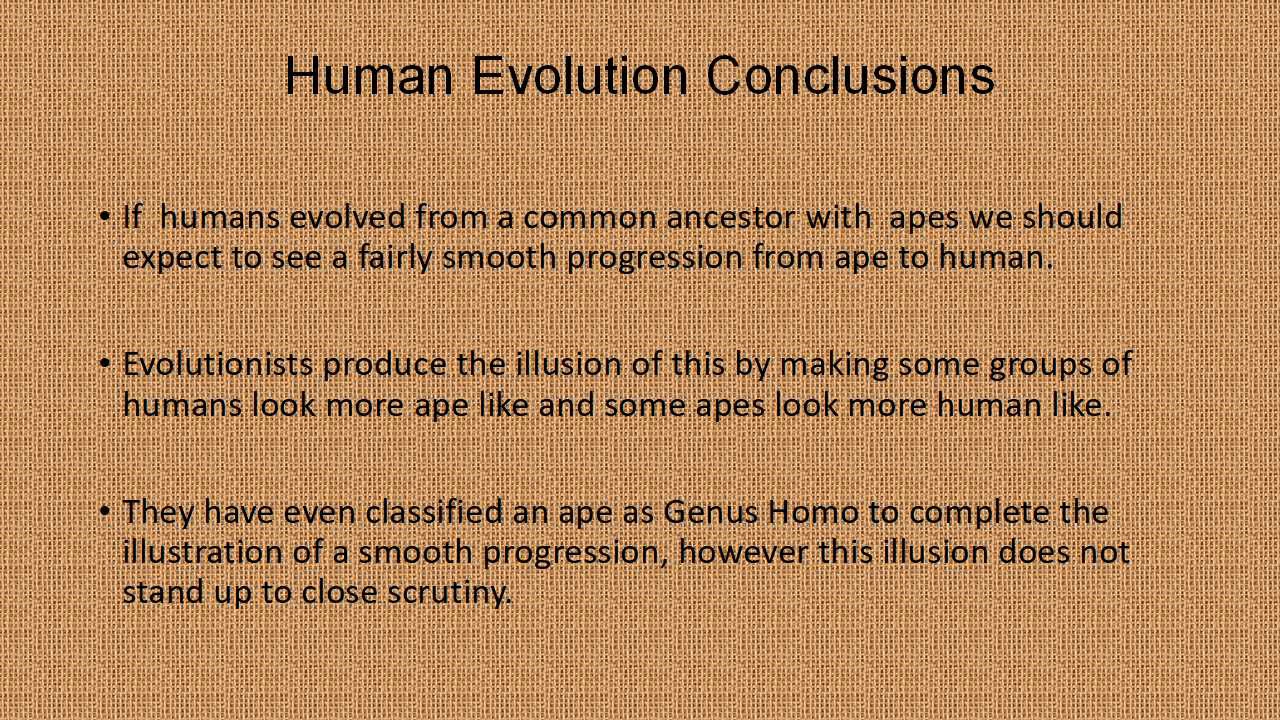 Human Evolution Conclusions
• If  humans evolved from a common ancestor with  apes we should
expect to see a fairly smooth progression from ape to human.
• Evolutionists produce the illusion of this by making some groups of
humans look more ape like and some apes look more human like.
• They have even classified an ape as Genus Homo to complete the
illustration of a smooth progression, however this illusion does not
stand up to close scrutiny.